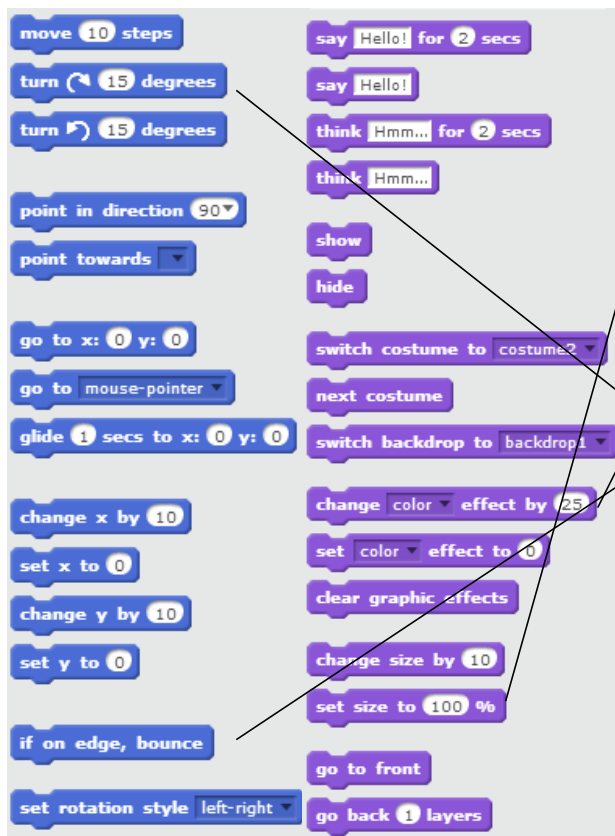 move 10 steps
turn 15 degrees
turn 15 degrees
point in direction 90
point towards
go to x: 0 y: 0
go to mouse-pointer
glide 1 secs to x: 0 y: 0
change x by 10
set x to 0
change y by 10
set y to 0
if on edge, bounce
set rotation style left-right
say Hello! for 2 secs
say Hello!
think Hmm... for 2 secs
think Hmm...
show
hide
switch costume to costume2
next costume
switch backdrop to backdrop1
change color effect by 25
set color effect to 0
clear graphic effects
change size by 10
set size to 100 %
go to front
go back 1 layers